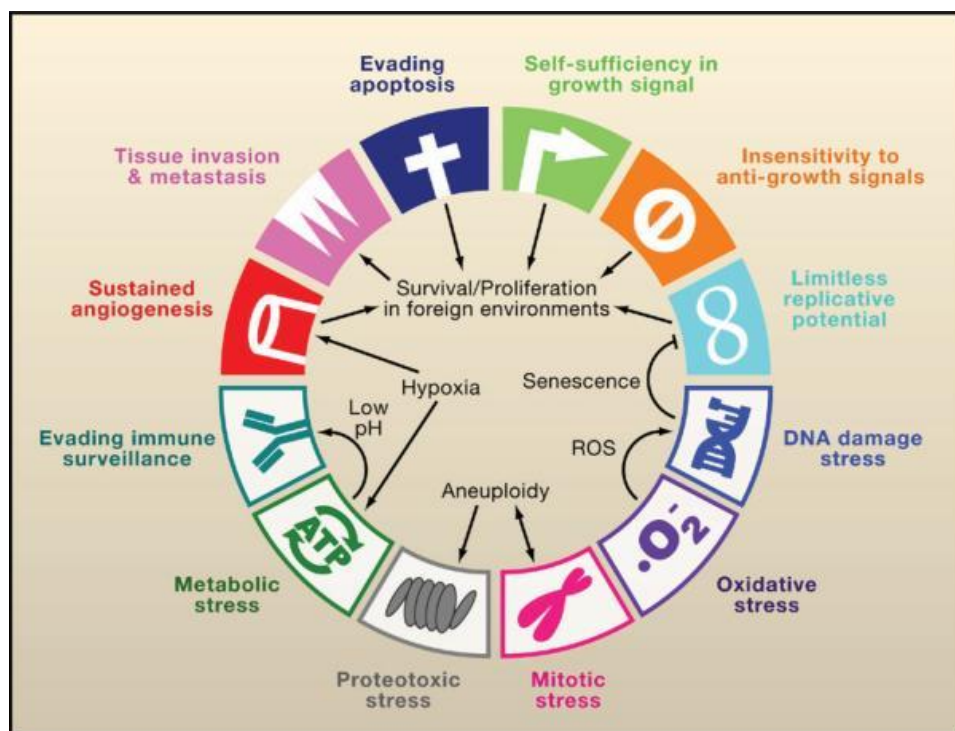 Evading
apoptosis
Self-sufficiency in
growth signal
Tissue invasion
& metastasis
Insensitivity to
anti-growth signals
Survival/Proliferation
in foreign environments
Sustained
angiogenesis
Limitless
replicative
potential
Hypoxia
Senescence
Low
pH
Evading immune
surveillance
ROS
DNA damage
stress
Aneuploidy
ATP
•O₂⁻
Metabolic
stress
Oxidative
stress
Proteotoxic
stress
Mitotic
stress